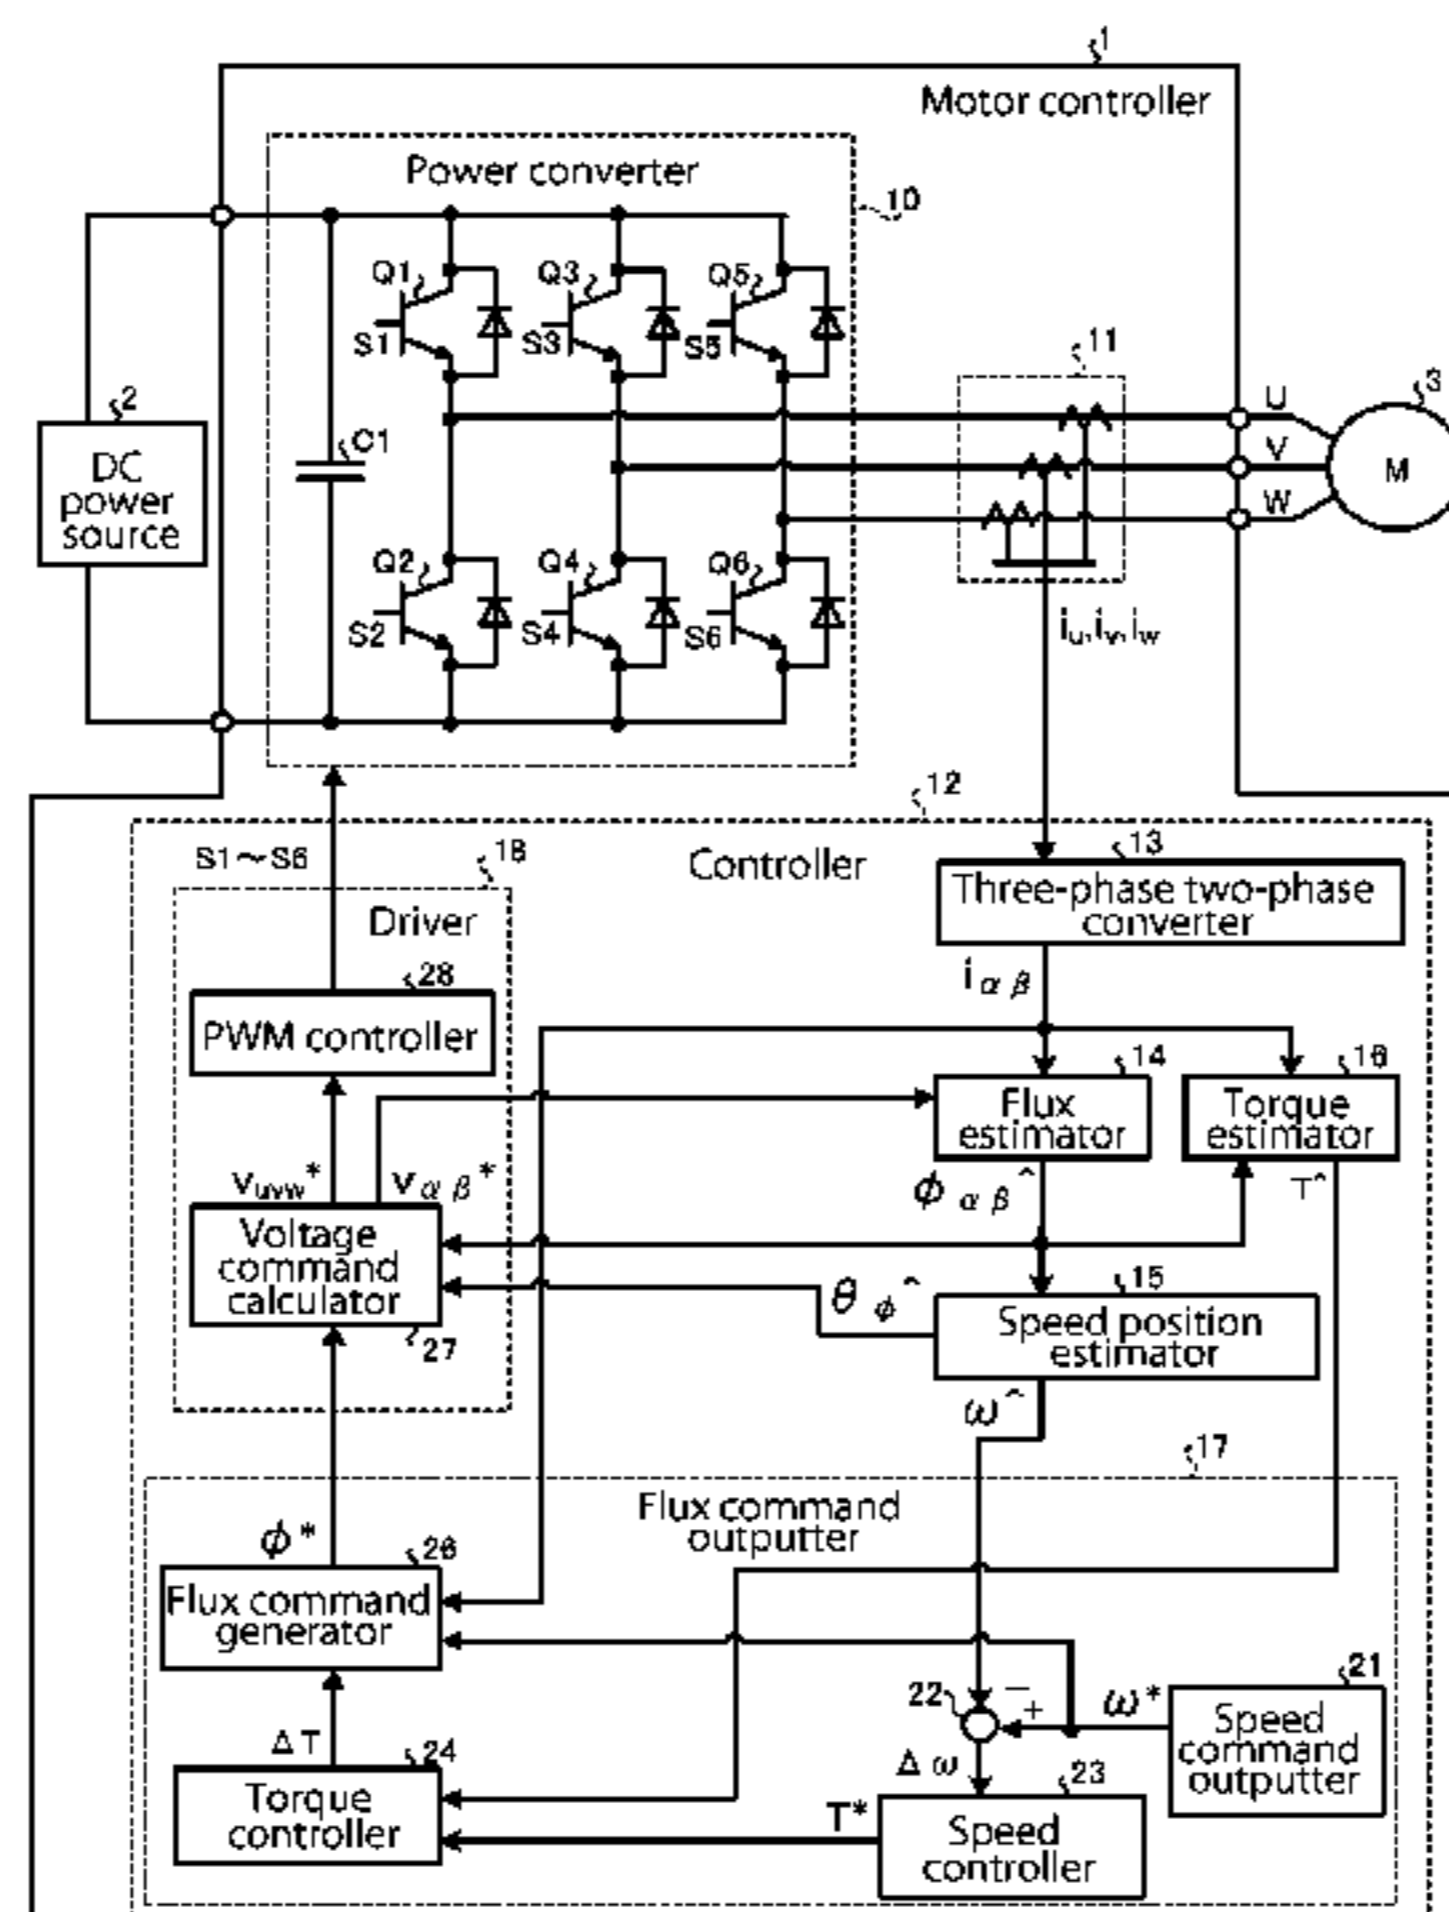 1
Motor controller
Power converter
10
Q1
Q3
Q5
S1
S3
S5
11
2
DC
power
source
C1
U
V
W
3
M
Q2
Q4
Q6
S2
S4
S6
iu,iv,iw
12
S1~S6
18
Controller
13
Three-phase two-phase
converter
Driver
28
PWM controller
iαβ
14
Flux
estimator
16
Torque
estimator
vuvw*
vαβ*
φαβ^
T^
Voltage
command
calculator
27
θφ^
15
Speed position
estimator
ω^
17
Flux command
outputter
φ*
26
Flux command
generator
22
−
+
ω*
21
Speed
command
outputter
ΔT
24
Torque
controller
Δω
T*
23
Speed
controller